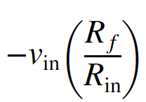 −v_in (R_f / R_in)